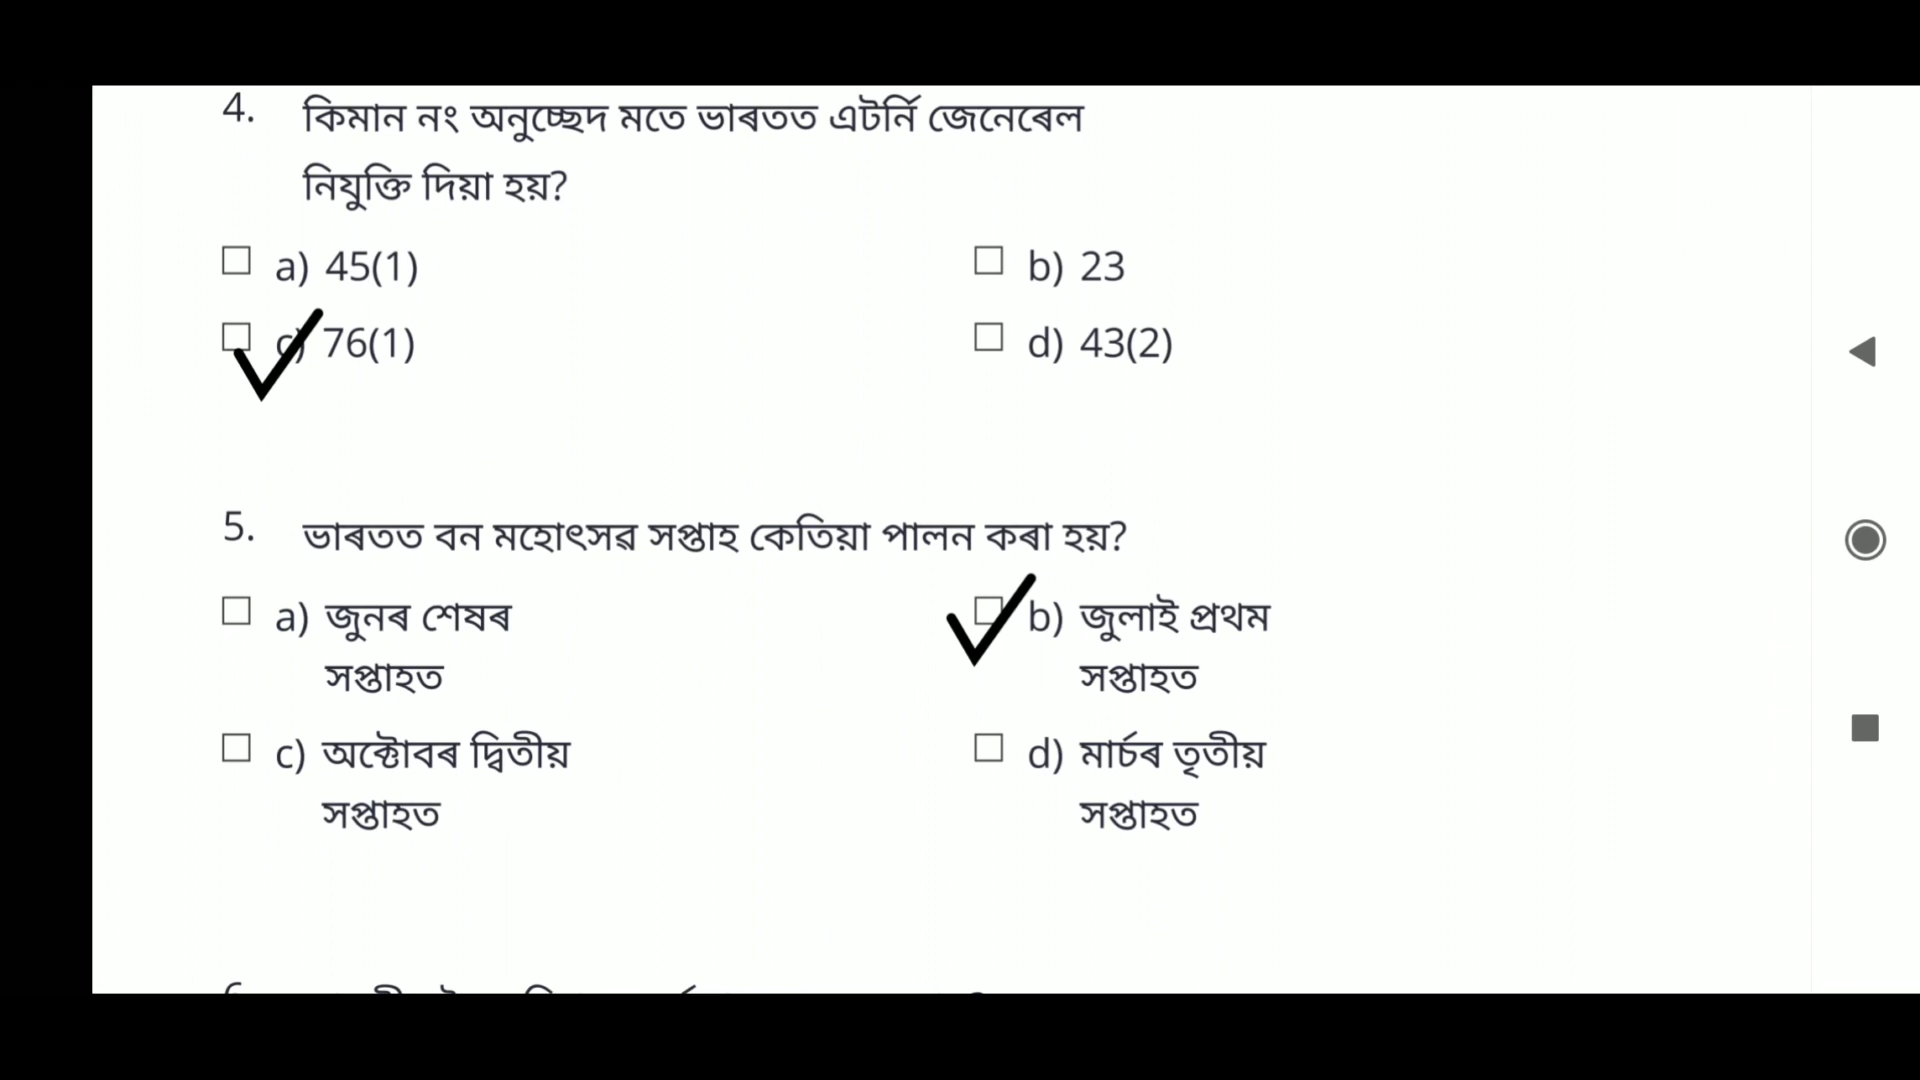 4. কিমান নং অনুচ্ছেদ মতে ভাৰতত এটৰ্নি জেনেৰেল
নিযুক্তি দিয়া হয়?
a) 45(1) b) 23
c) 76(1) d) 43(2)
5. ভাৰতত বন মহোৎসৱ সপ্তাহ কেতিয়া পালন কৰা হয়?
a) জুনৰ শেষৰ b) জুলাই প্ৰথম
সপ্তাহত সপ্তাহত
c) অক্টোবৰ দ্বিতীয় d) মাৰ্চৰ তৃতীয়
সপ্তাহত সপ্তাহত